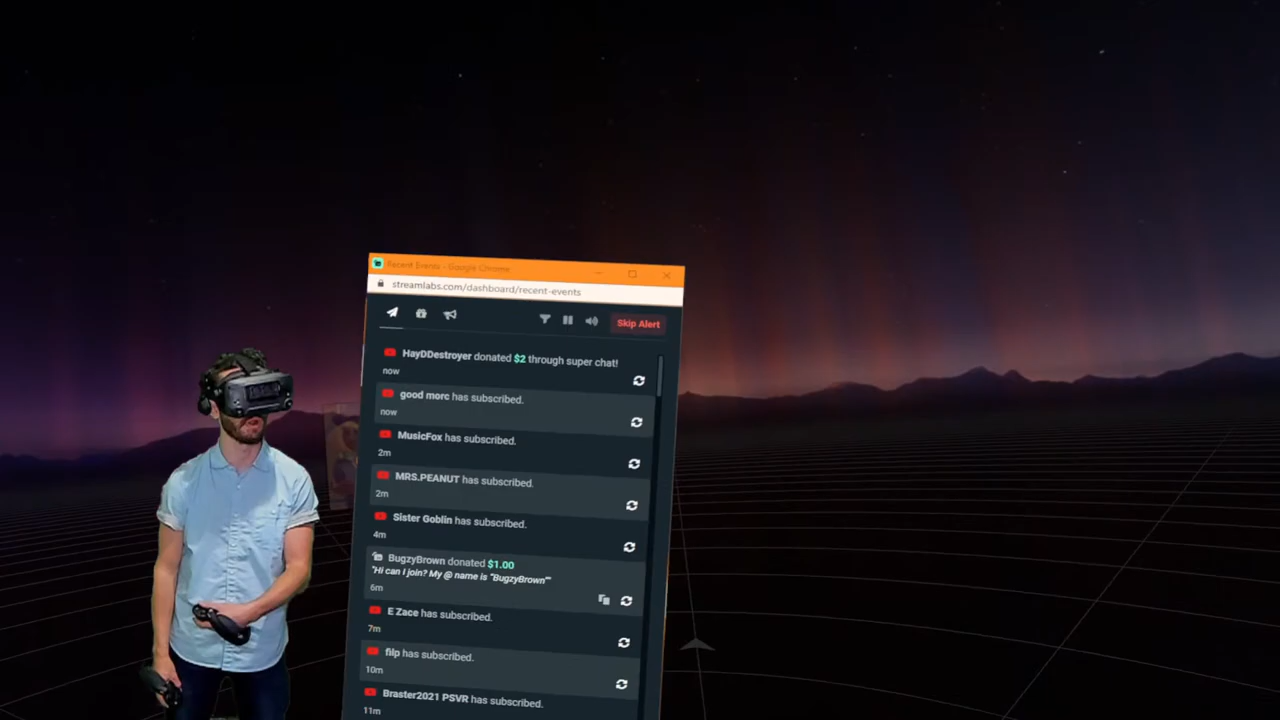 Recent Events - Google Chrome
streamlabs.com/dashboard/recent-events
Skip Alert
HayDDestroyer donated $2 through super chat!
now
good morc has subscribed.
now
MusicFox has subscribed.
2m
MRS.PEANUT has subscribed.
2m
Sister Goblin has subscribed.
4m
BugzyBrown donated $1.00
"Hi can I join? My @ name is "BugzyBrown""
6m
E Zace has subscribed.
7m
filp has subscribed.
10m
Braster2021 PSVR has subscribed.
11m